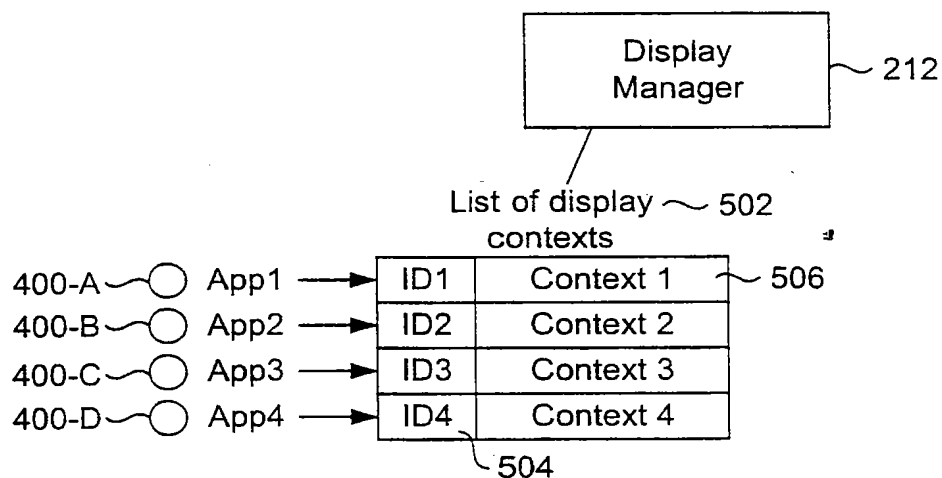 Display
Manager
212
List of display
contexts
502
400-A App1 ID1 Context 1 506
400-B App2 ID2 Context 2
400-C App3 ID3 Context 3
400-D App4 ID4 Context 4
504